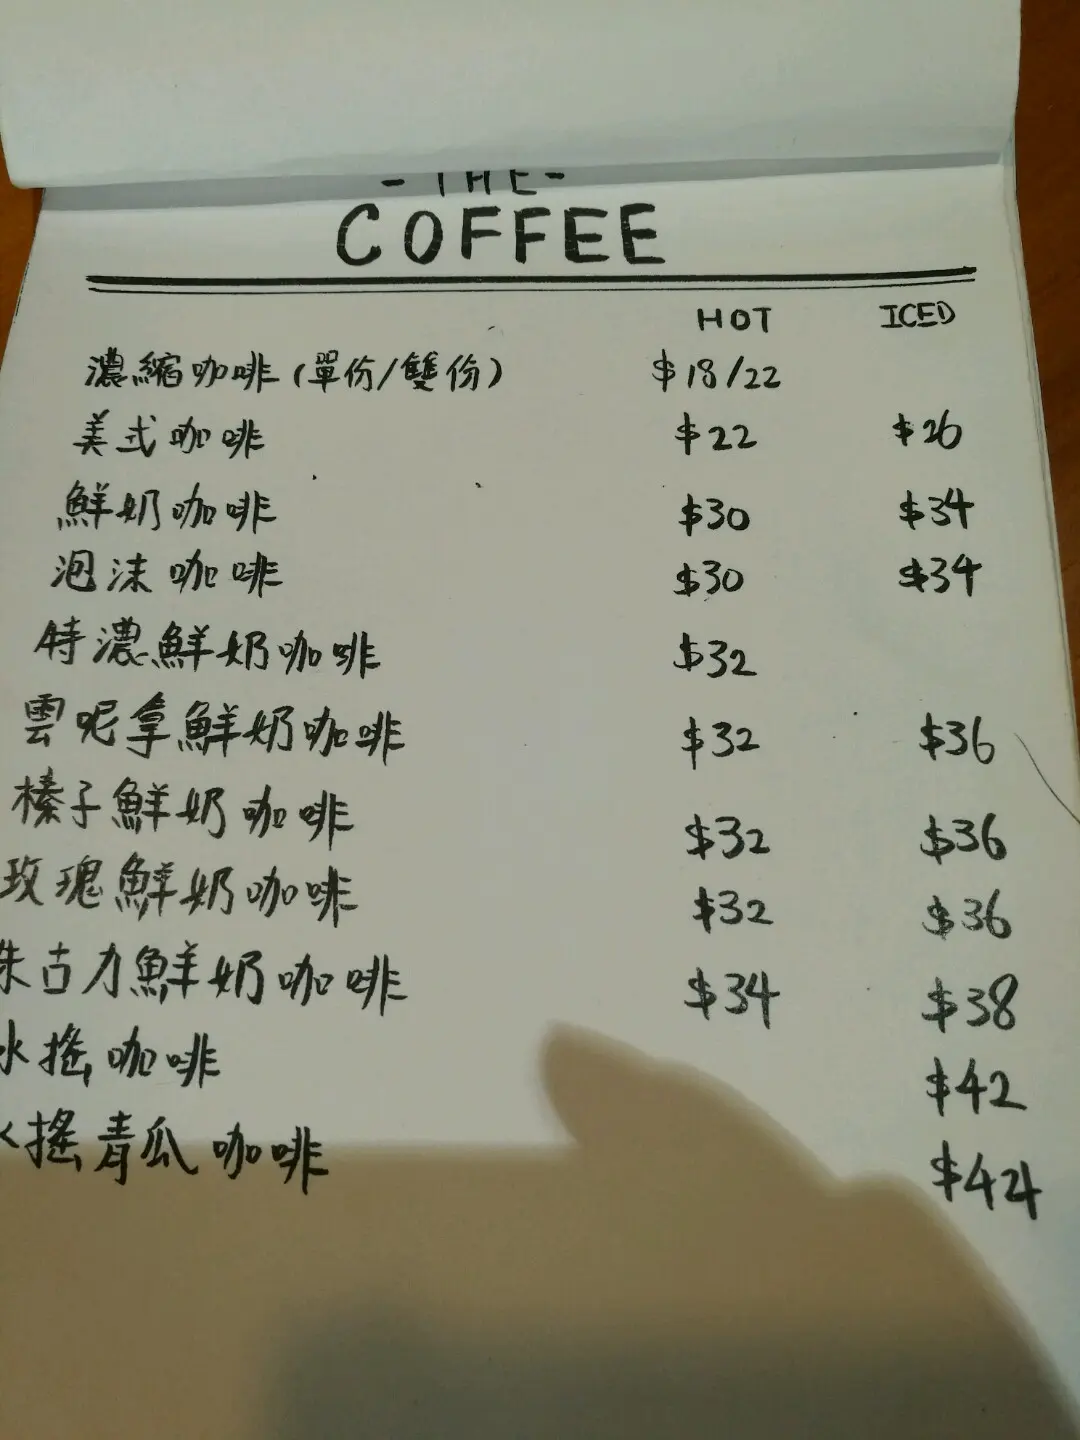 - THE -
COFFEE
HOT ICED
濃縮咖啡(單份/雙份) $18/22
美式咖啡 $22 $26
鮮奶咖啡 $30 $34
泡沫咖啡 $30 $34
特濃鮮奶咖啡 $32
雲呢拿鮮奶咖啡 $32 $36
榛子鮮奶咖啡 $32 $36
玫瑰鮮奶咖啡 $32 $36
朱古力鮮奶咖啡 $34 $38
搖咖啡 $42
搖青瓜咖啡 $44